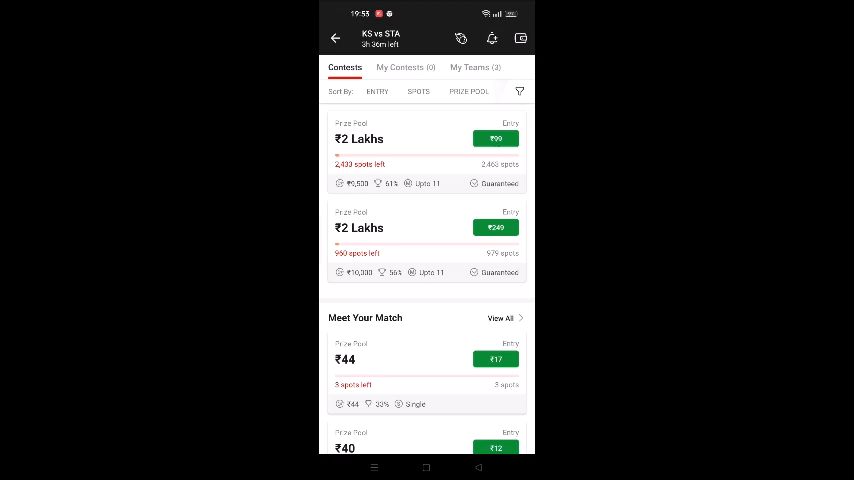 19:53
KS vs STA
3h 36m left
Contests My Contests (0) My Teams (3)
Sort By: ENTRY SPOTS PRIZE POOL
Prize Pool Entry
₹2 Lakhs ₹99
2,433 spots left 2,463 spots
₹9,500 61% Upto 11 Guaranteed
Prize Pool Entry
₹2 Lakhs ₹249
960 spots left 979 spots
₹10,000 56% Upto 11 Guaranteed
Meet Your Match View All
Prize Pool Entry
₹44 ₹17
3 spots left 3 spots
₹44 33% Single
Prize Pool Entry
₹40 ₹12